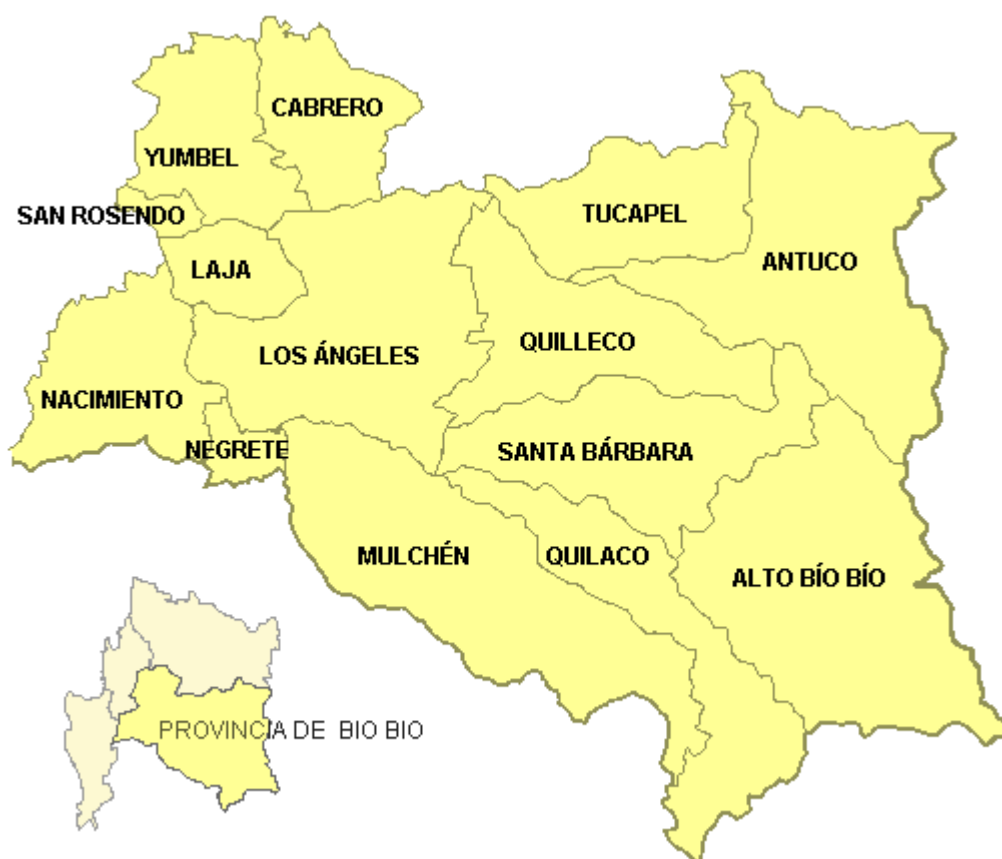 CABRERO
YUMBEL
SAN ROSENDO
TUCAPEL
ANTUCO
LAJA
QUILLECO
LOS ÁNGELES
NACIMIENTO
NEGRETE
SANTA BÁRBARA
MULCHÉN
QUILACO
ALTO BÍO BÍO
PROVINCIA DE BIO BIO